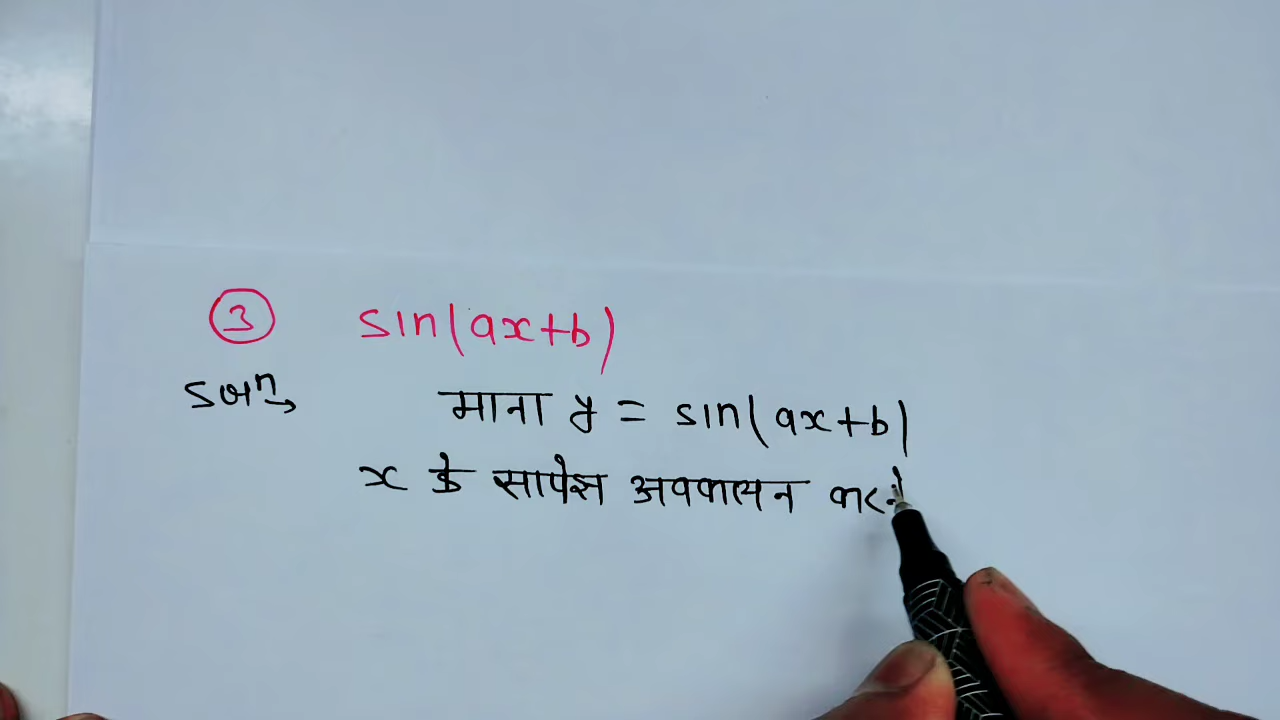 ③ sin(ax+b)
Solⁿ→ माना y = sin(ax+b)
x के सापेक्ष अवकलन करने